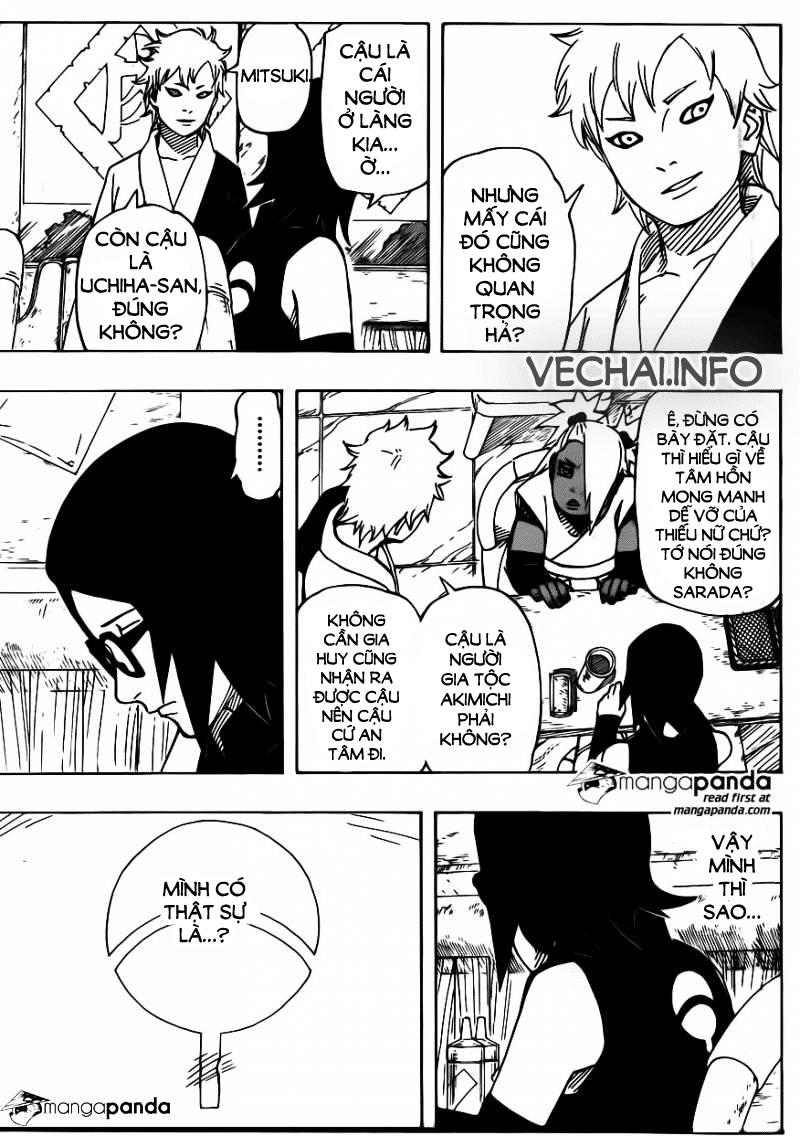 NHƯNG
MẤY CÁI
ĐÓ CŨNG
KHÔNG
QUAN
TRỌNG
HẢ?
CẬU LÀ
CÁI
NGƯỜI
Ở LÀNG
KIA...
Ờ...
MITSUKI
CÒN CẬU
LÀ
UCHIHA-SAN,
ĐÚNG
KHÔNG?
VECHAI.INFO
Ê, ĐỪNG CÓ
BÀY ĐẶT. CẬU
THÌ HIỂU GÌ VỀ
TÂM HỒN
MONG MANH
DỄ VỠ CỦA
THIẾU NỮ CHỨ?
TỚ NÓI ĐÚNG
KHÔNG
SARADA?
CẬU LÀ
NGƯỜI
GIA TỘC
AKIMICHI
PHẢI
KHÔNG?
KHÔNG
CẦN GIA
HUY CŨNG
NHẬN RA
ĐƯỢC CẬU
NÊN CẬU
CỨ AN
TÂM ĐI.
.........
mangapanda
read first at
mangapanda.com
VẬY
MÌNH
THÌ
SAO...
MÌNH CÓ
THẬT SỰ
LÀ...?
mangapanda